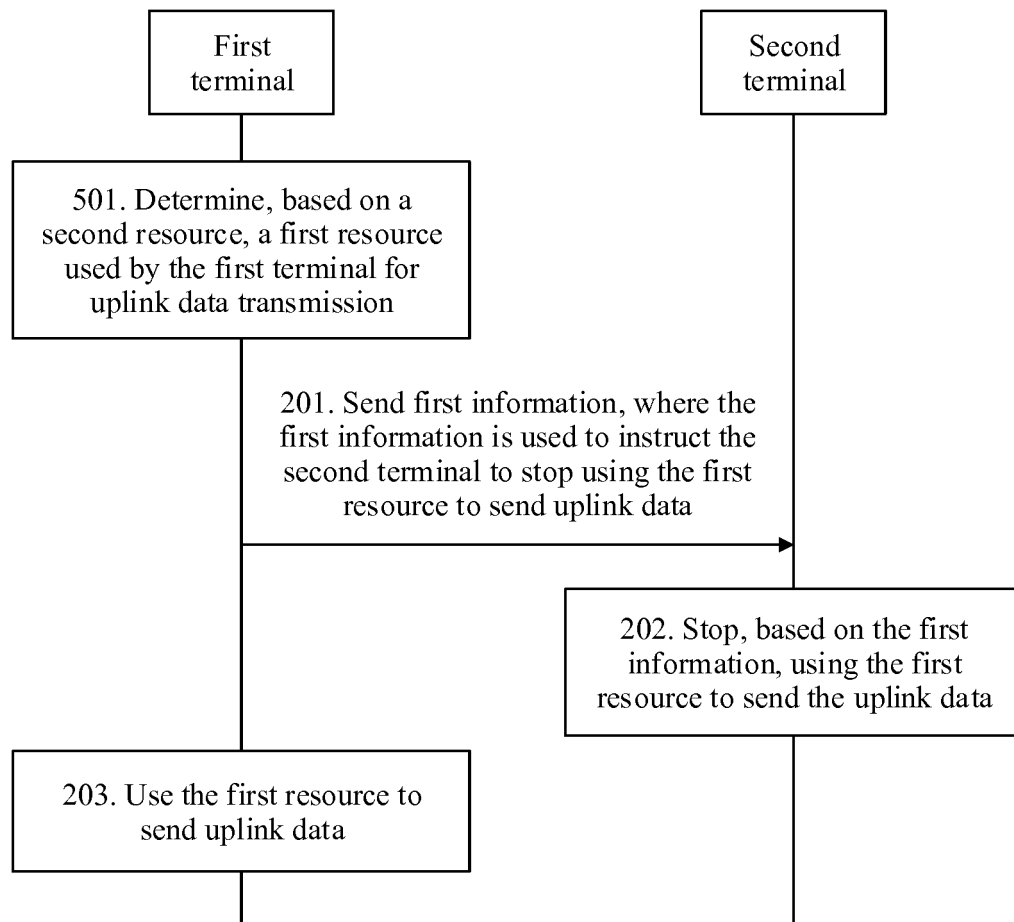 First
terminal
Second
terminal
501. Determine, based on a
second resource, a first resource
used by the first terminal for
uplink data transmission
201. Send first information, where the
first information is used to instruct the
second terminal to stop using the first
resource to send uplink data
202. Stop, based on the first
information, using the first
resource to send the uplink data
203. Use the first resource to
send uplink data